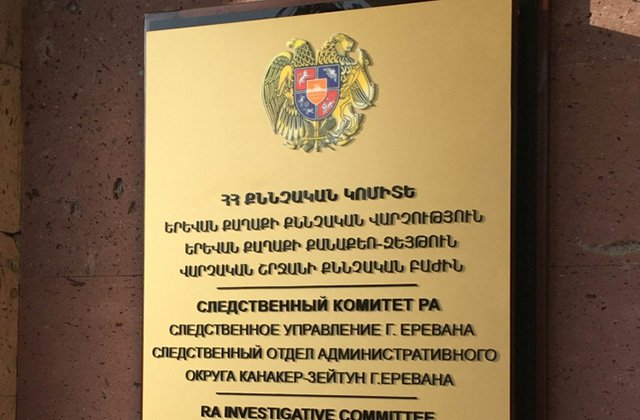 ՀՀ ՔՆՆՉԱԿԱՆ ԿՈՄԻՏԵ
ԵՐԵՎԱՆ ՔԱՂԱՔԻ ՔՆՆՉԱԿԱՆ ՎԱՐՉՈՒԹՅՈՒՆ
ԵՐԵՎԱՆ ՔԱՂԱՔԻ ՔԱՆԱՔԵՌ-ԶԵՅԹՈՒՆ
ՎԱՐՉԱԿԱՆ ՇՐՋԱՆԻ ՔՆՆՉԱԿԱՆ ԲԱԺԻՆ
СЛЕДСТВЕННЫЙ КОМИТЕТ РА
СЛЕДСТВЕННОЕ УПРАВЛЕНИЕ Г. ЕРЕВАНА
СЛЕДСТВЕННЫЙ ОТДЕЛ АДМИНИСТРАТИВНОГО
ОКРУГА КАНАКЕР-ЗЕЙТУН Г.ЕРЕВАНА
RA INVESTIGATIVE COMMITTEE